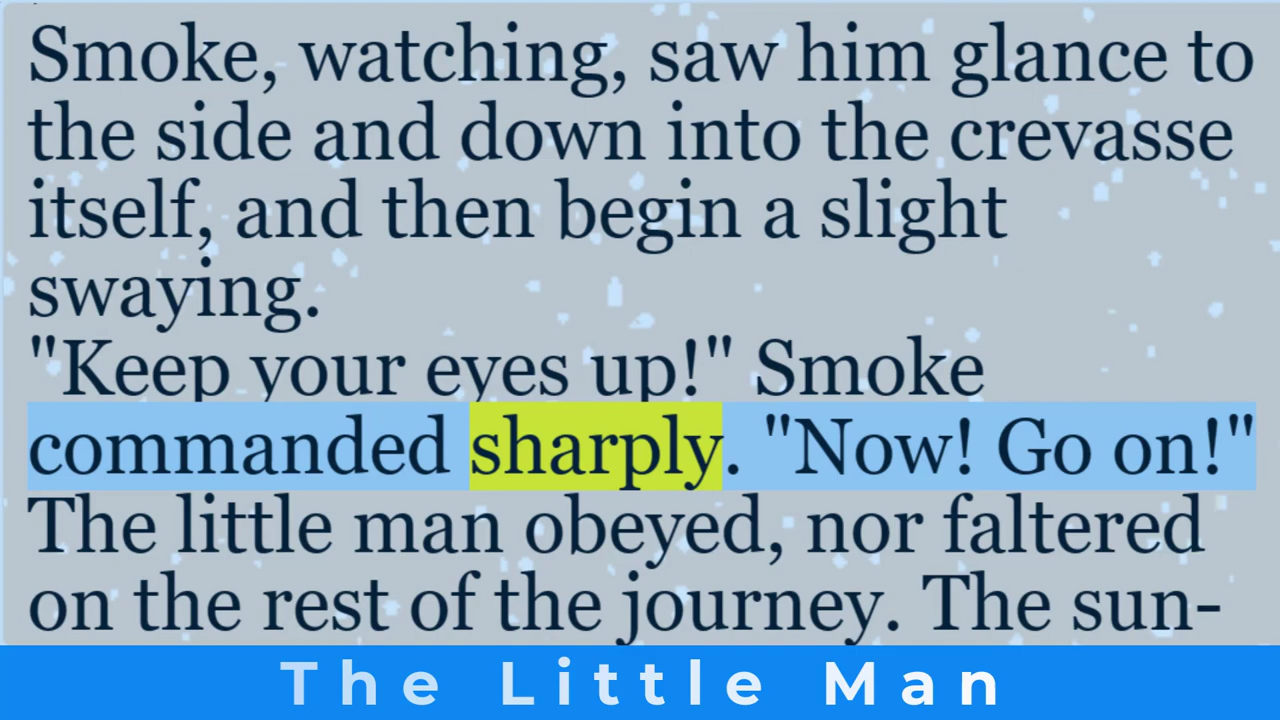 Smoke, watching, saw him glance to
the side and down into the crevasse
itself, and then begin a slight
swaying.
"Keep your eyes up!" Smoke
commanded sharply. "Now! Go on!"
The little man obeyed, nor faltered
on the rest of the journey. The sun-
The Little Man